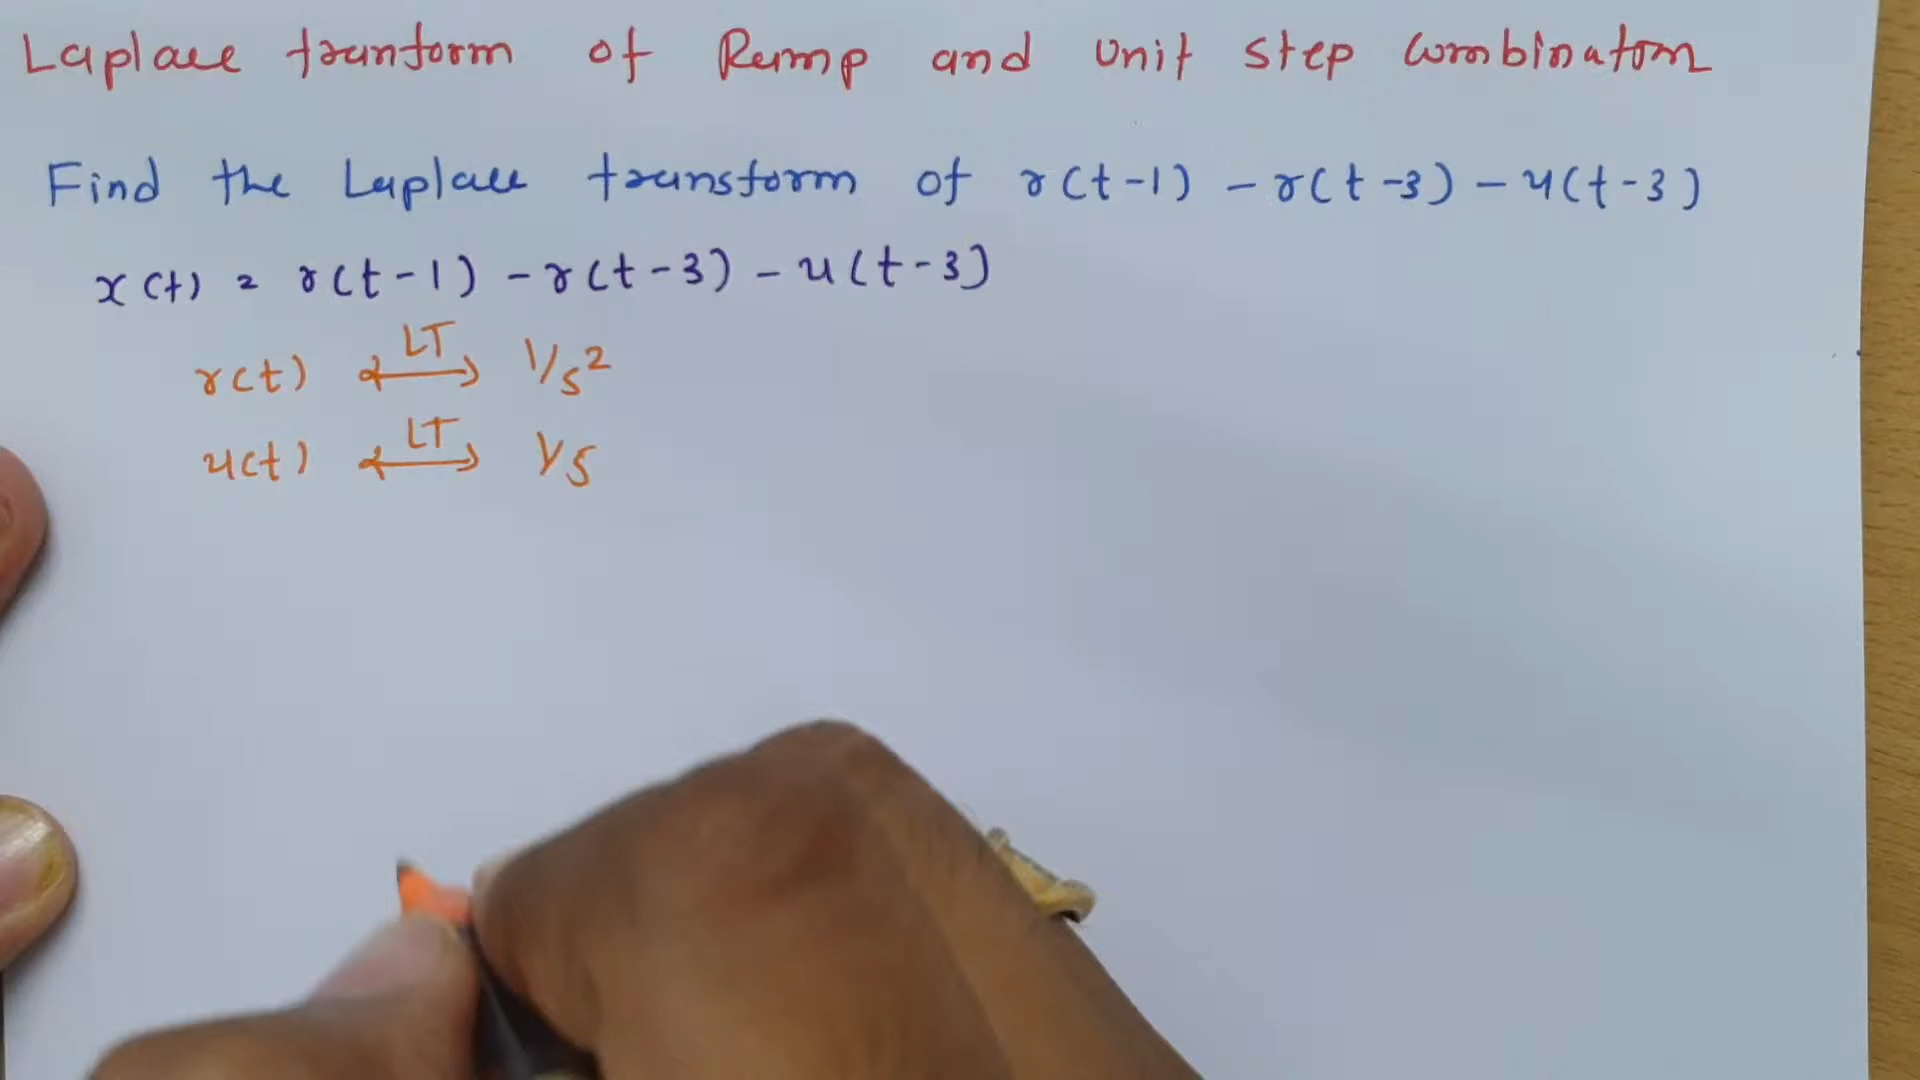 Laplace tranform of Ramp and Unit step combination
Find the Laplace transform of r(t-1) - r(t-3) - u(t-3)
x(t) = r(t-1) - r(t-3) - u(t-3)
r(t) ⟷ LT 1/s²
u(t) ⟷ LT 1/s